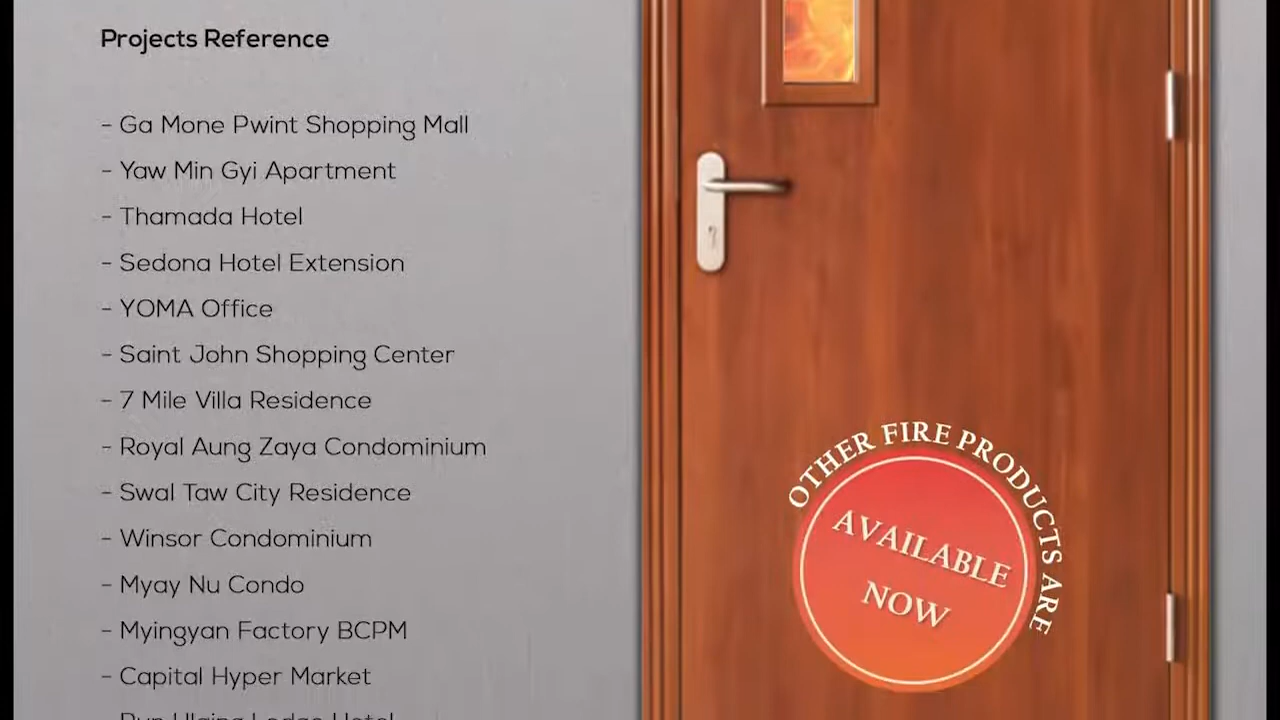 Projects Reference
- Ga Mone Pwint Shopping Mall
- Yaw Min Gyi Apartment
- Thamada Hotel
- Sedona Hotel Extension
- YOMA Office
- Saint John Shopping Center
- 7 Mile Villa Residence
- Royal Aung Zaya Condominium
- Swal Taw City Residence
- Winsor Condominium
- Myay Nu Condo
- Myingyan Factory BCPM
- Capital Hyper Market
OTHER FIRE PRODUCTS ARE
AVAILABLE
NOW